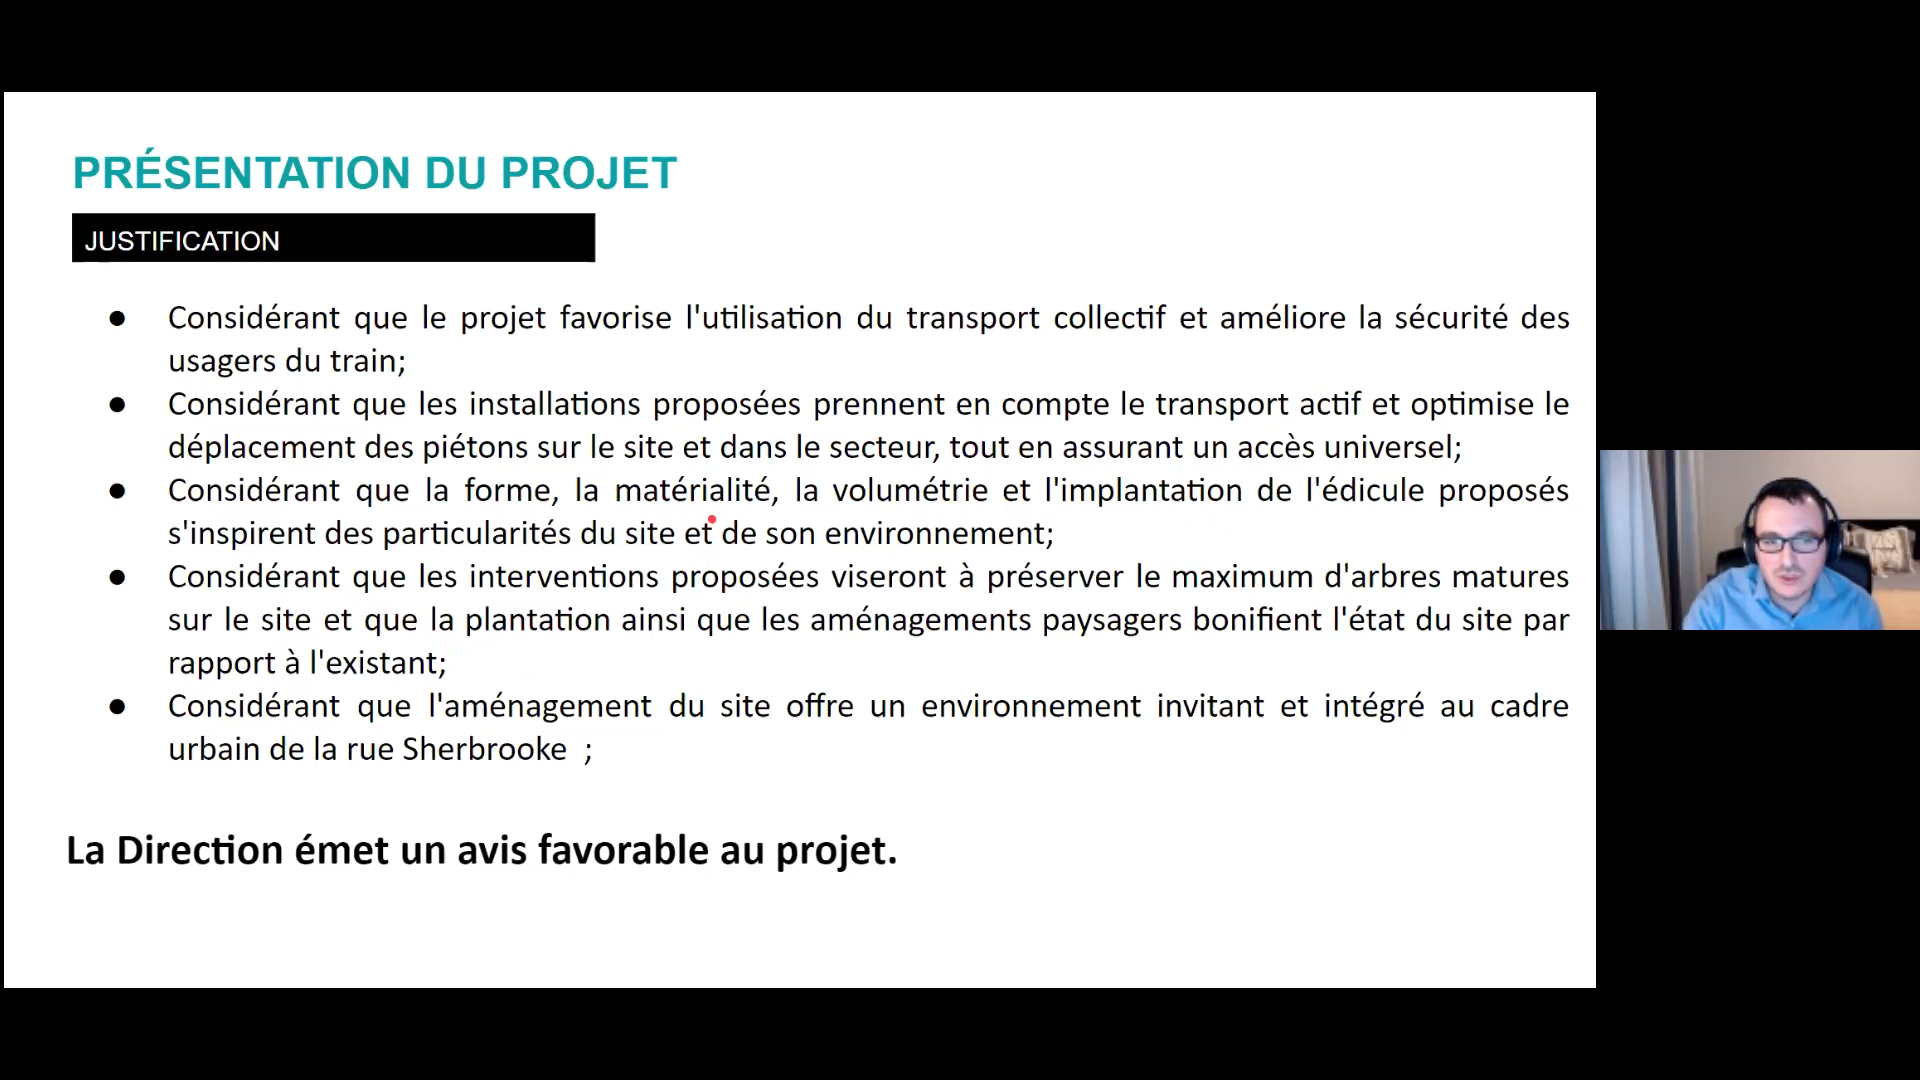 PRÉSENTATION DU PROJET
JUSTIFICATION
● Considérant que le projet favorise l'utilisation du transport collectif et améliore la sécurité des
usagers du train;
● Considérant que les installations proposées prennent en compte le transport actif et optimise le
déplacement des piétons sur le site et dans le secteur, tout en assurant un accès universel;
● Considérant que la forme, la matérialité, la volumétrie et l'implantation de l'édicule proposés
s'inspirent des particularités du site et de son environnement;
● Considérant que les interventions proposées viseront à préserver le maximum d'arbres matures
sur le site et que la plantation ainsi que les aménagements paysagers bonifient l'état du site par
rapport à l'existant;
● Considérant que l'aménagement du site offre un environnement invitant et intégré au cadre
urbain de la rue Sherbrooke  ;
La Direction émet un avis favorable au projet.